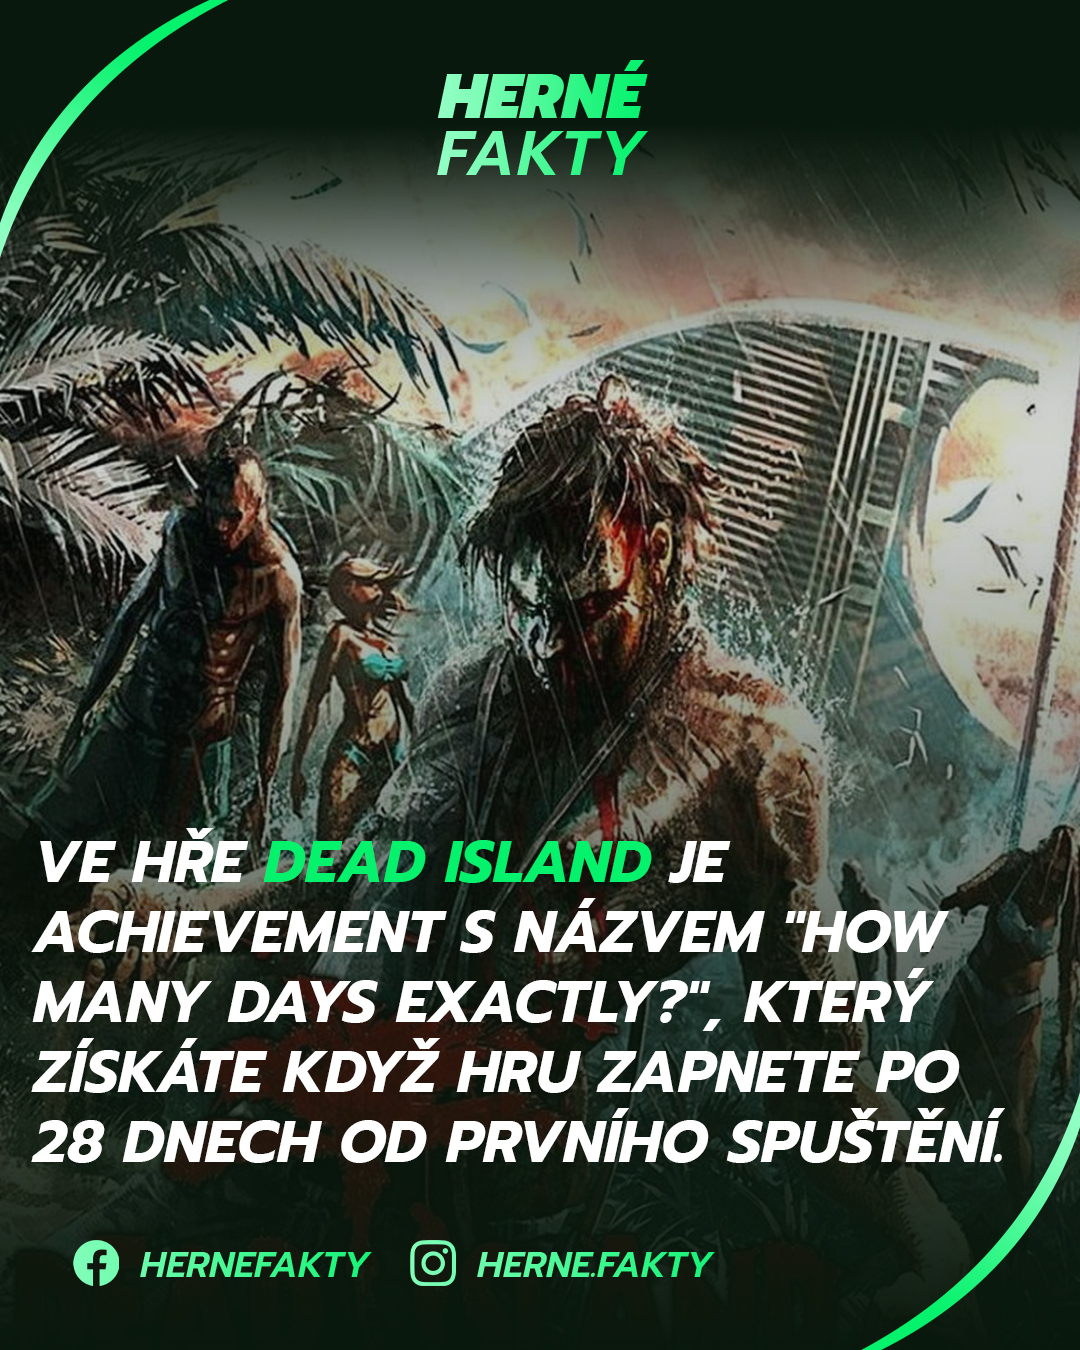 HERNÉ
FAKTY
VE HŘE DEAD ISLAND JE
ACHIEVEMENT S NÁZVEM "HOW
MANY DAYS EXACTLY?", KTERÝ
ZÍSKÁTE KDYŽ HRU ZAPNETE PO
28 DNECH OD PRVNÍHO SPUŠTĚNÍ.
HERNEFAKTY HERNE.FAKTY